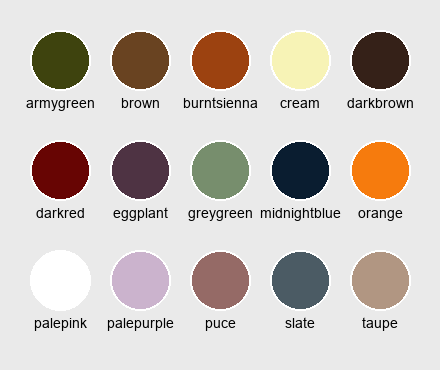 armygreen brown burntsienna cream darkbrown
darkred eggplant greygreen midnightblue orange
palepink palepurple puce slate taupe